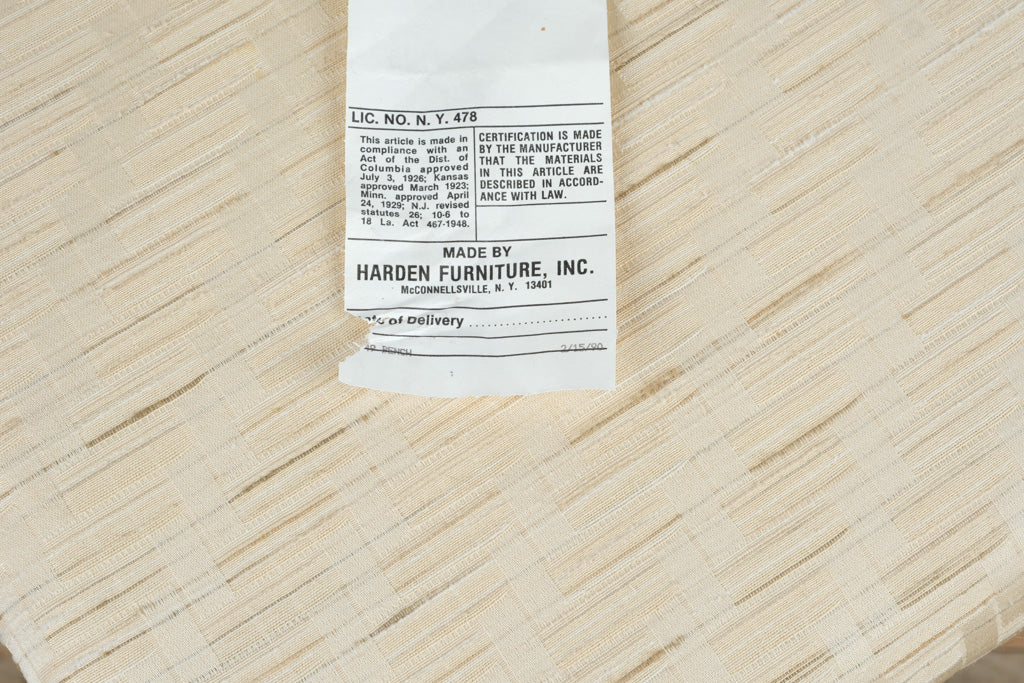 LIC. NO. N. Y. 478
This article is made in
compliance with an
Act of the Dist. of
Columbia approved
July 3, 1926; Kansas
approved March 1923;
Minn. approved April
24, 1929; N.J. revised
statutes 26; 10-6 to
18 La. Act 467-1948.
CERTIFICATION IS MADE
BY THE MANUFACTURER
THAT THE MATERIALS
IN THIS ARTICLE ARE
DESCRIBED IN ACCORD-
ANCE WITH LAW.
MADE BY
HARDEN FURNITURE, INC.
McCONNELLSVILLE, N. Y. 13401
of Delivery
BENCH